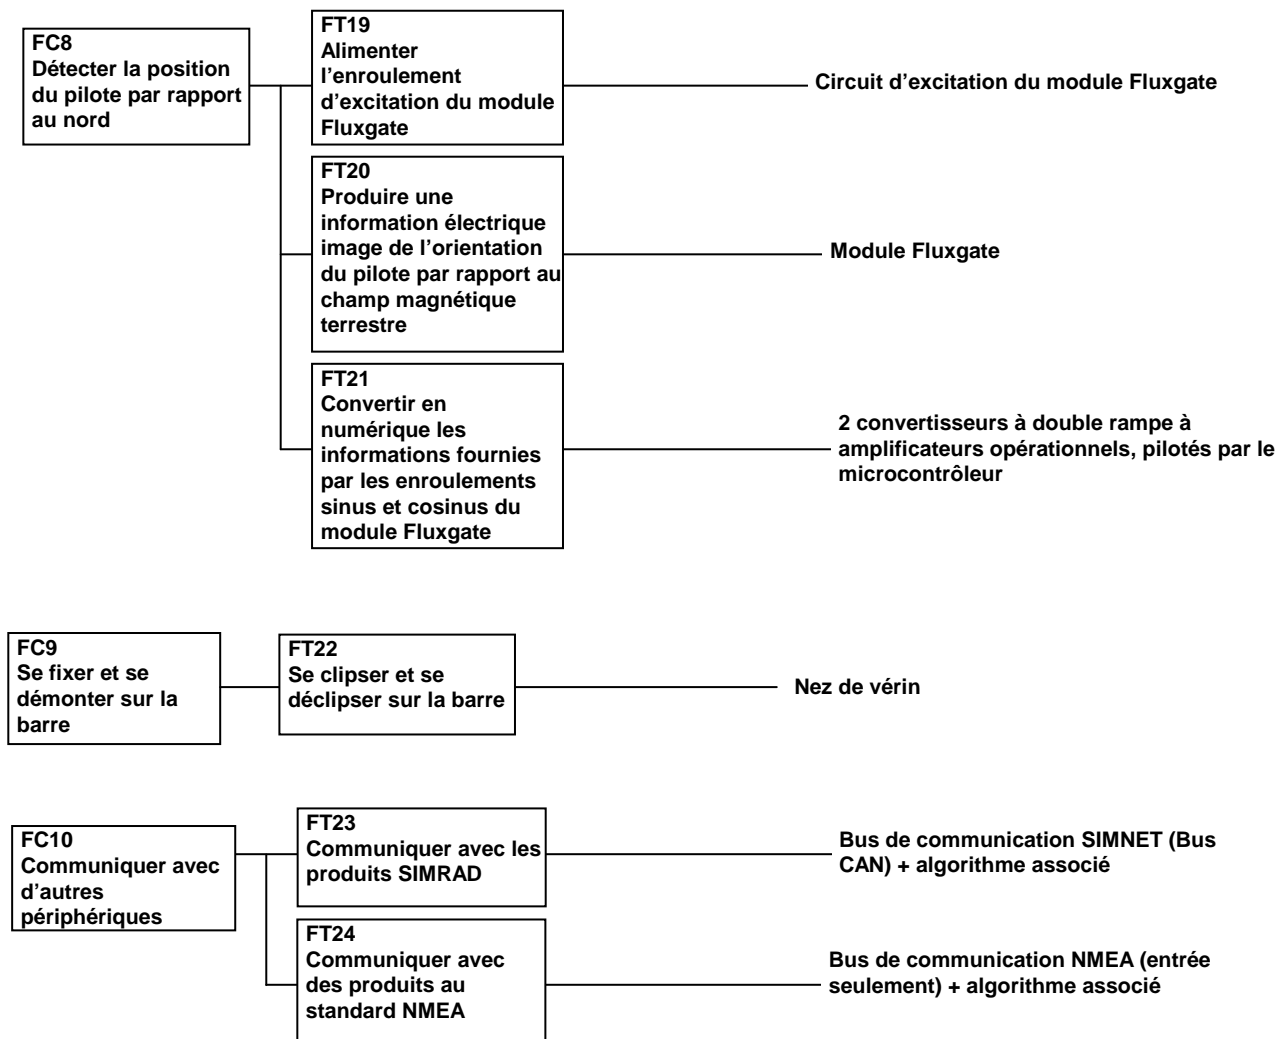 FC8
Détecter la position
du pilote par rapport
au nord
FT19
Alimenter
l’enroulement
d’excitation du module
Fluxgate
Circuit d’excitation du module Fluxgate
FT20
Produire une
information électrique
image de l’orientation
du pilote par rapport au
champ magnétique
terrestre
Module Fluxgate
FT21
Convertir en
numérique les
informations fournies
par les enroulements
sinus et cosinus du
module Fluxgate
2 convertisseurs à double rampe à
amplificateurs opérationnels, pilotés par le
microcontrôleur
FC9
Se fixer et se
démonter sur la
barre
FT22
Se clipser et se
déclipser sur la barre
Nez de vérin
FC10
Communiquer avec
d’autres
périphériques
FT23
Communiquer avec les
produits SIMRAD
Bus de communication SIMNET (Bus
CAN) + algorithme associé
FT24
Communiquer avec
des produits au
standard NMEA
Bus de communication NMEA (entrée
seulement) + algorithme associé